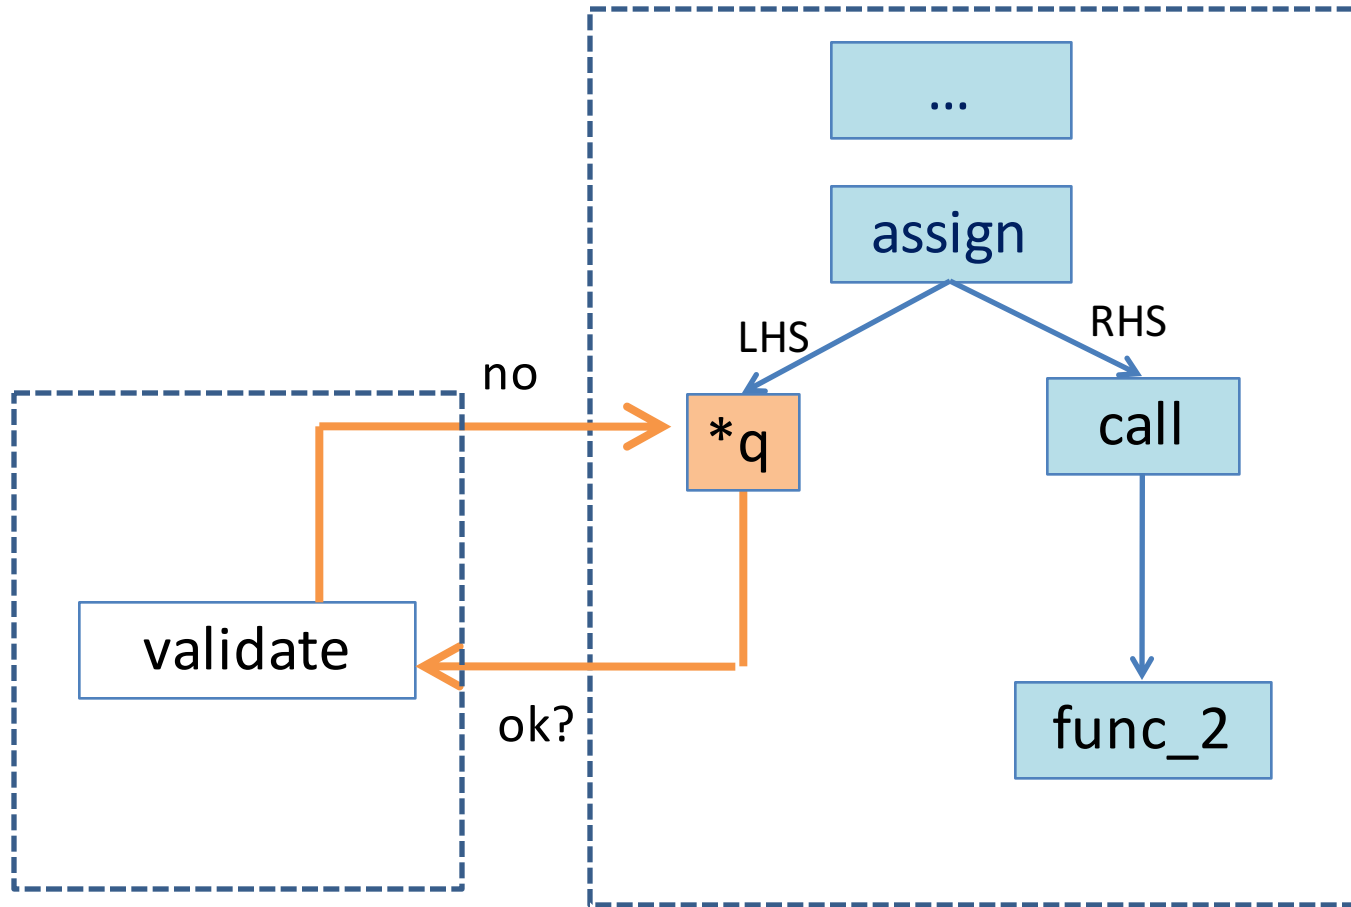 ...
assign
LHS
RHS
no
*q
call
validate
ok?
func_2